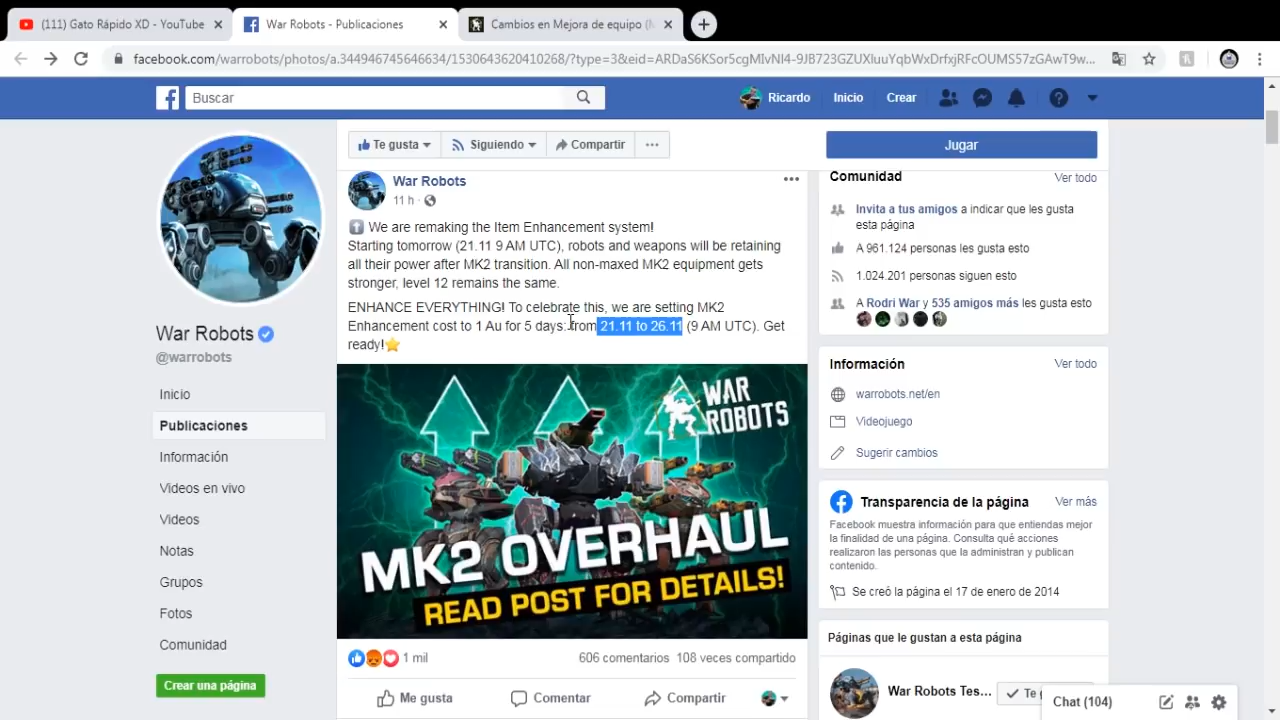 (111) Gato Rápido XD - YouTube
War Robots - Publicaciones
Cambios en Mejora de equipo (M
facebook.com/warrobots/photos/a.344946745646634/1530643620410268/?type=3&eid=ARDaS6KSor5cgMIvNI4-9JB723GZUXluuYqbWxDrfxjRFcOUMS57zGAwT9w...
Buscar
Ricardo
Inicio
Crear
Te gusta
Siguiendo
Compartir
Jugar
War Robots
@warrobots
Inicio
Publicaciones
Información
Videos en vivo
Videos
Notas
Grupos
Fotos
Comunidad
Crear una página
War Robots
11 h ·
We are remaking the Item Enhancement system!
Starting tomorrow (21.11 9 AM UTC), robots and weapons will be retaining
all their power after MK2 transition. All non-maxed MK2 equipment gets
stronger, level 12 remains the same.
ENHANCE EVERYTHING! To celebrate this, we are setting MK2
Enhancement cost to 1 Au for 5 days: from 21.11 to 26.11 (9 AM UTC). Get
ready!
WAR
ROBOTS
MK2 OVERHAUL
READ POST FOR DETAILS!
1 mil
606 comentarios 108 veces compartido
Me gusta
Comentar
Compartir
Comunidad
Ver todo
Invita a tus amigos a indicar que les gusta
esta página
A 961.124 personas les gusta esto
1.024.201 personas siguen esto
A Rodri War y 535 amigos más les gusta
esto
Información
Ver todo
warrobots.net/en
Videojuego
Sugerir cambios
Transparencia de la página
Ver más
Facebook muestra información para que entiendas mejor
la finalidad de una página. Consulta qué acciones
realizaron las personas que la administran y publican
contenido.
Se creó la página el 17 de enero de 2014
Páginas que le gustan a esta página
War Robots Tes...
Te g
Chat (104)